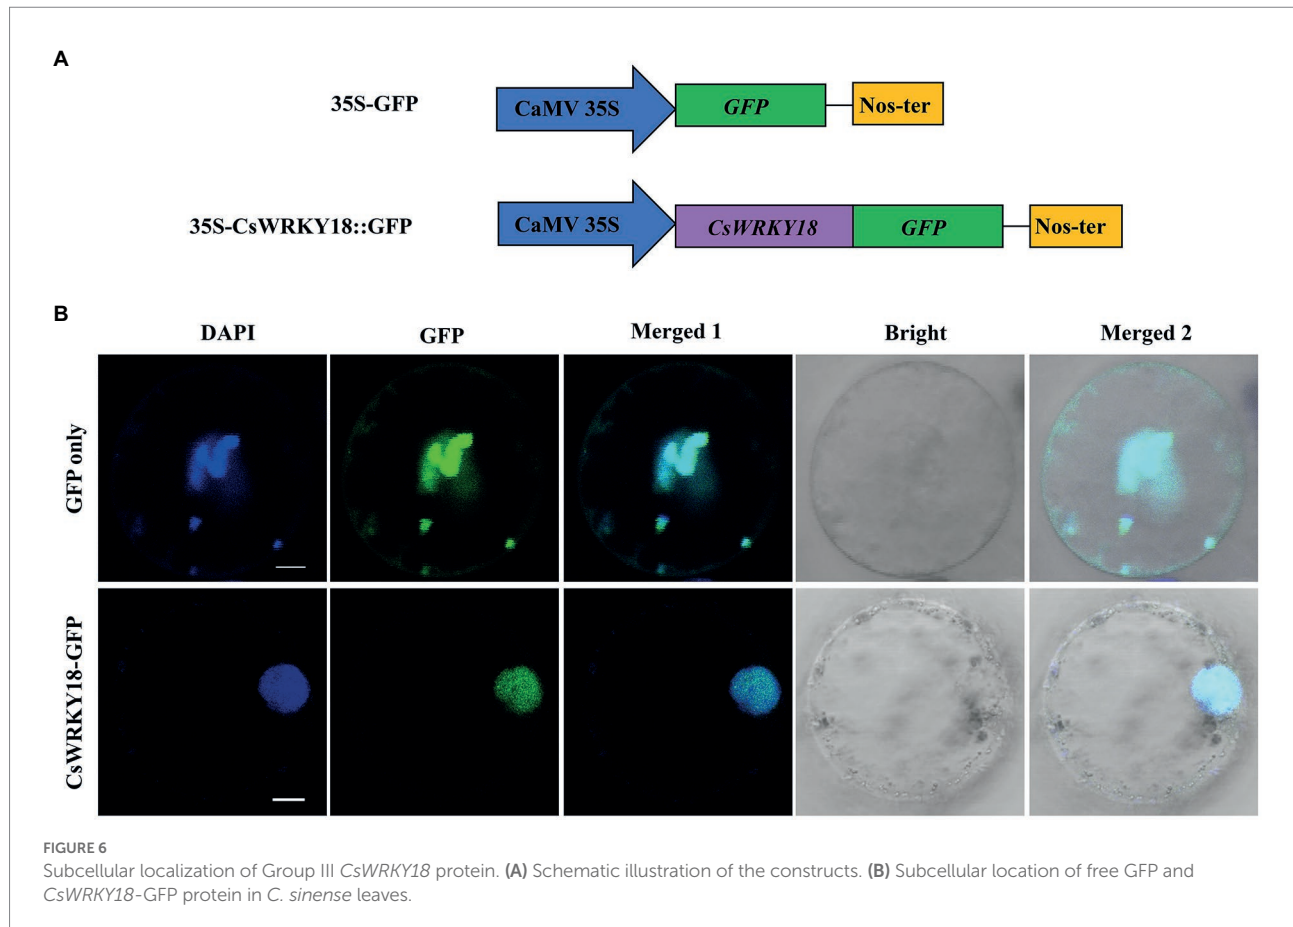 A
35S-GFP
CaMV 35S
GFP
Nos-ter
35S-CsWRKY18::GFP
CaMV 35S
CsWRKY18
GFP
Nos-ter
B
DAPI
GFP
Merged 1
Bright
Merged 2
GFP only
CsWRKY18-GFP
FIGURE 6
Subcellular localization of Group III CsWRKY18 protein. (A) Schematic illustration of the constructs. (B) Subcellular location of free GFP and
CsWRKY18-GFP protein in C. sinense leaves.